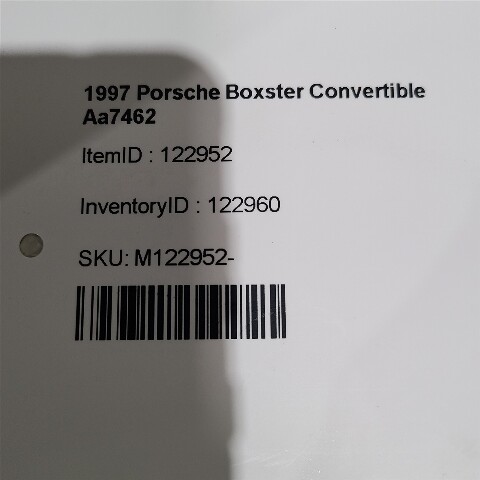 1997 Porsche Boxster Convertible
Aa7462
ItemID : 122952
InventoryID : 122960
SKU: M122952-